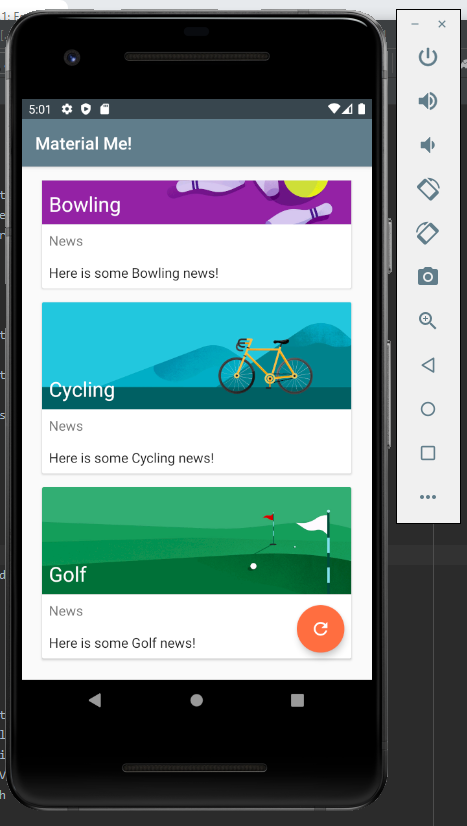 5:01
Material Me!
Bowling
News
Here is some Bowling news!
Cycling
News
Here is some Cycling news!
Golf
News
Here is some Golf news!